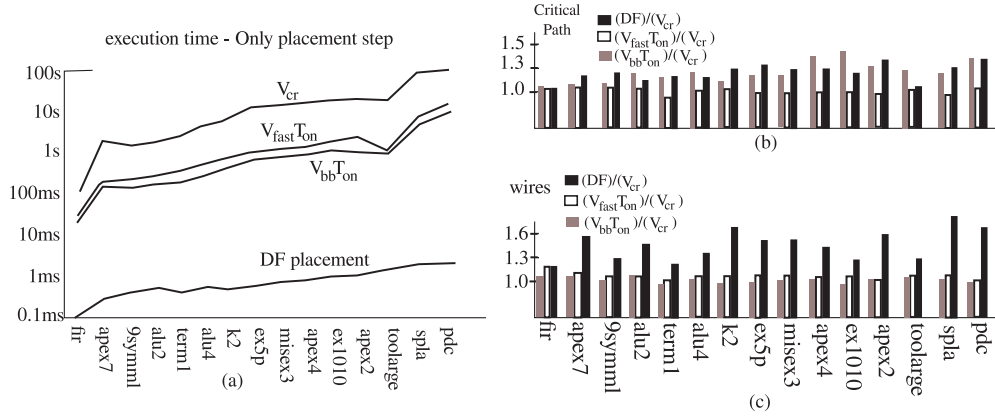 execution time - Only placement step
100s
10s
1s
100ms
10ms
1ms
0.1ms
Vcr
VfastTon
VbbTon
DF placement
fir
apex7
9symml
alu2
term1
alu4
k2
ex5p
misex3
apex4
ex1010
apex2
toolarge
spla
pdc
(a)
Critical
Path
(DF)/(Vcr)
(VfastTon)/(Vcr)
(VbbTon)/(Vcr)
1.5
1.3
1.0
(b)
wires
(DF)/(Vcr)
(VfastTon)/(Vcr)
(VbbTon)/(Vcr)
1.6
1.3
1.0
fir
apex7
9symml
alu2
term1
alu4
k2
ex5p
misex3
apex4
ex1010
apex2
toolarge
spla
pdc
(c)